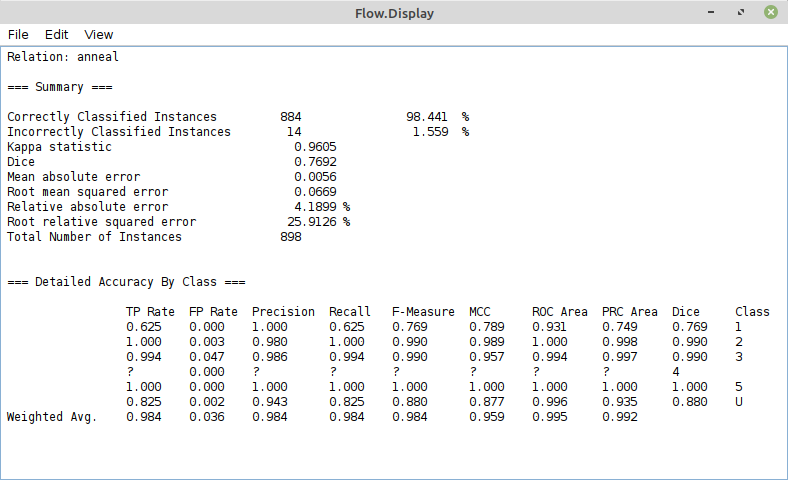 Flow.Display
File Edit View
Relation: anneal
=== Summary ===
Correctly Classified Instances 884 98.441 %
Incorrectly Classified Instances 14 1.559 %
Kappa statistic 0.9605
Dice 0.7692
Mean absolute error 0.0056
Root mean squared error 0.0669
Relative absolute error 4.1899 %
Root relative squared error 25.9126 %
Total Number of Instances 898
=== Detailed Accuracy By Class ===
TP Rate FP Rate Precision Recall F-Measure MCC ROC Area PRC Area Dice Class
0.625 0.000 1.000 0.625 0.769 0.789 0.931 0.749 0.769 1
1.000 0.003 0.980 1.000 0.990 0.989 1.000 0.998 0.990 2
0.994 0.047 0.986 0.994 0.990 0.957 0.994 0.997 0.990 3
? 0.000 ? ? ? ? ? ? 4
1.000 0.000 1.000 1.000 1.000 1.000 1.000 1.000 1.000 5
0.825 0.002 0.943 0.825 0.880 0.877 0.996 0.935 0.880 U
Weighted Avg. 0.984 0.036 0.984 0.984 0.984 0.959 0.995 0.992